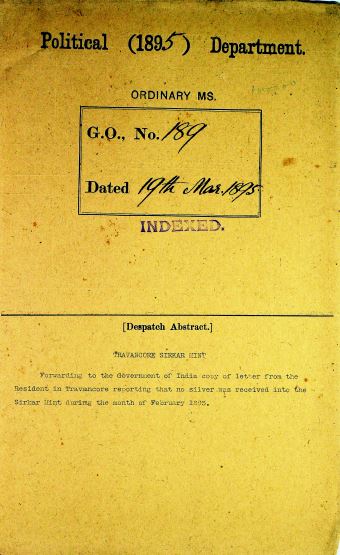 Political (1895) Department.
ORDINARY MS.
G.O., No. 189
Dated 19th Mar. 1895
INDEXED.
[Despatch Abstract.]
TRAVANCORE SIRKAR MINT
Forwarding to the Government of India copy of letter from the
Resident in Travancore reporting that no silver was received into the
Sirkar Mint during the month of February 1895.